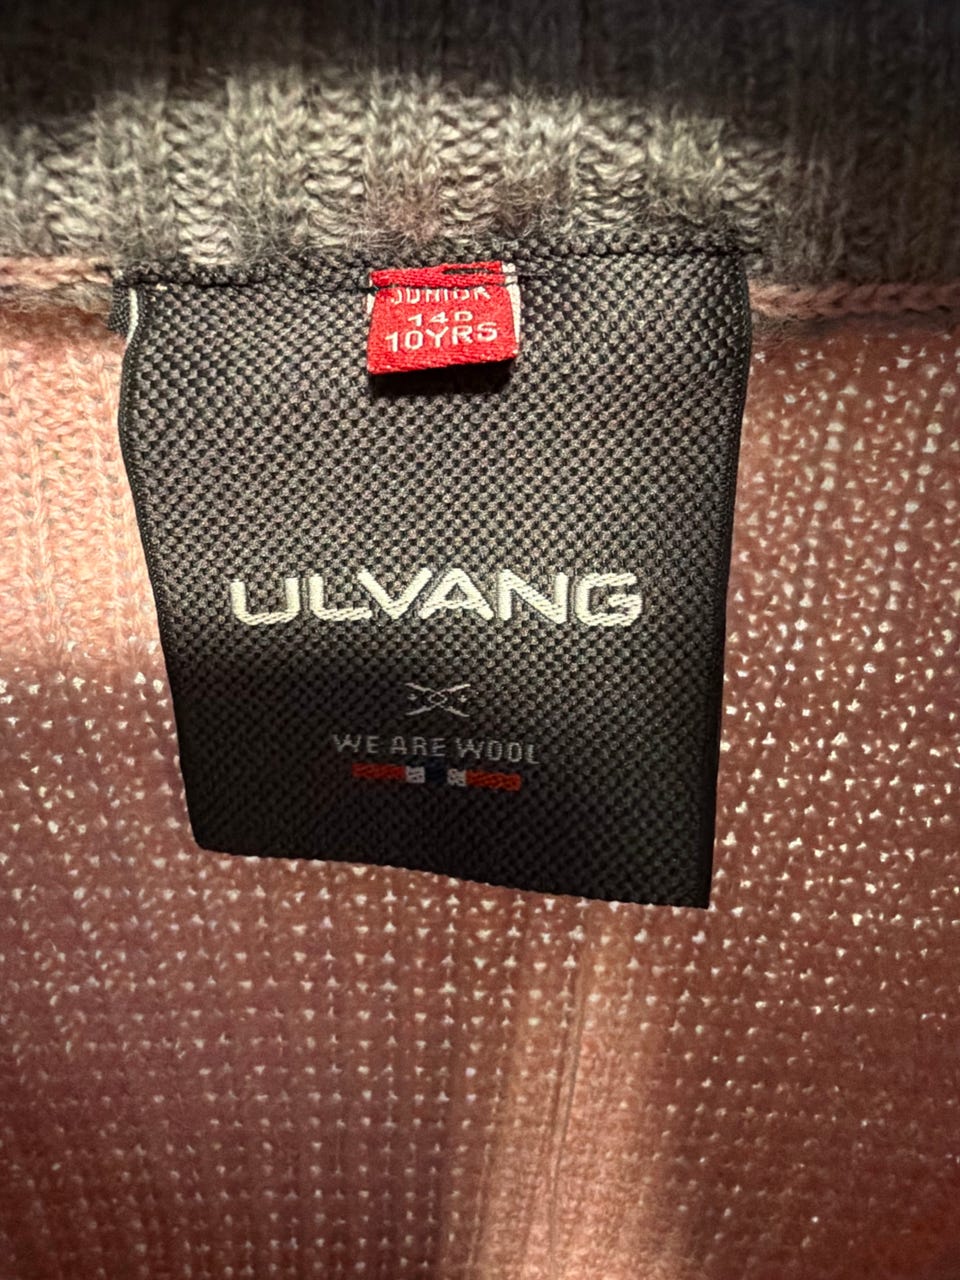 JUNIOR
140
10YRS
ULVANG
WE ARE WOOL